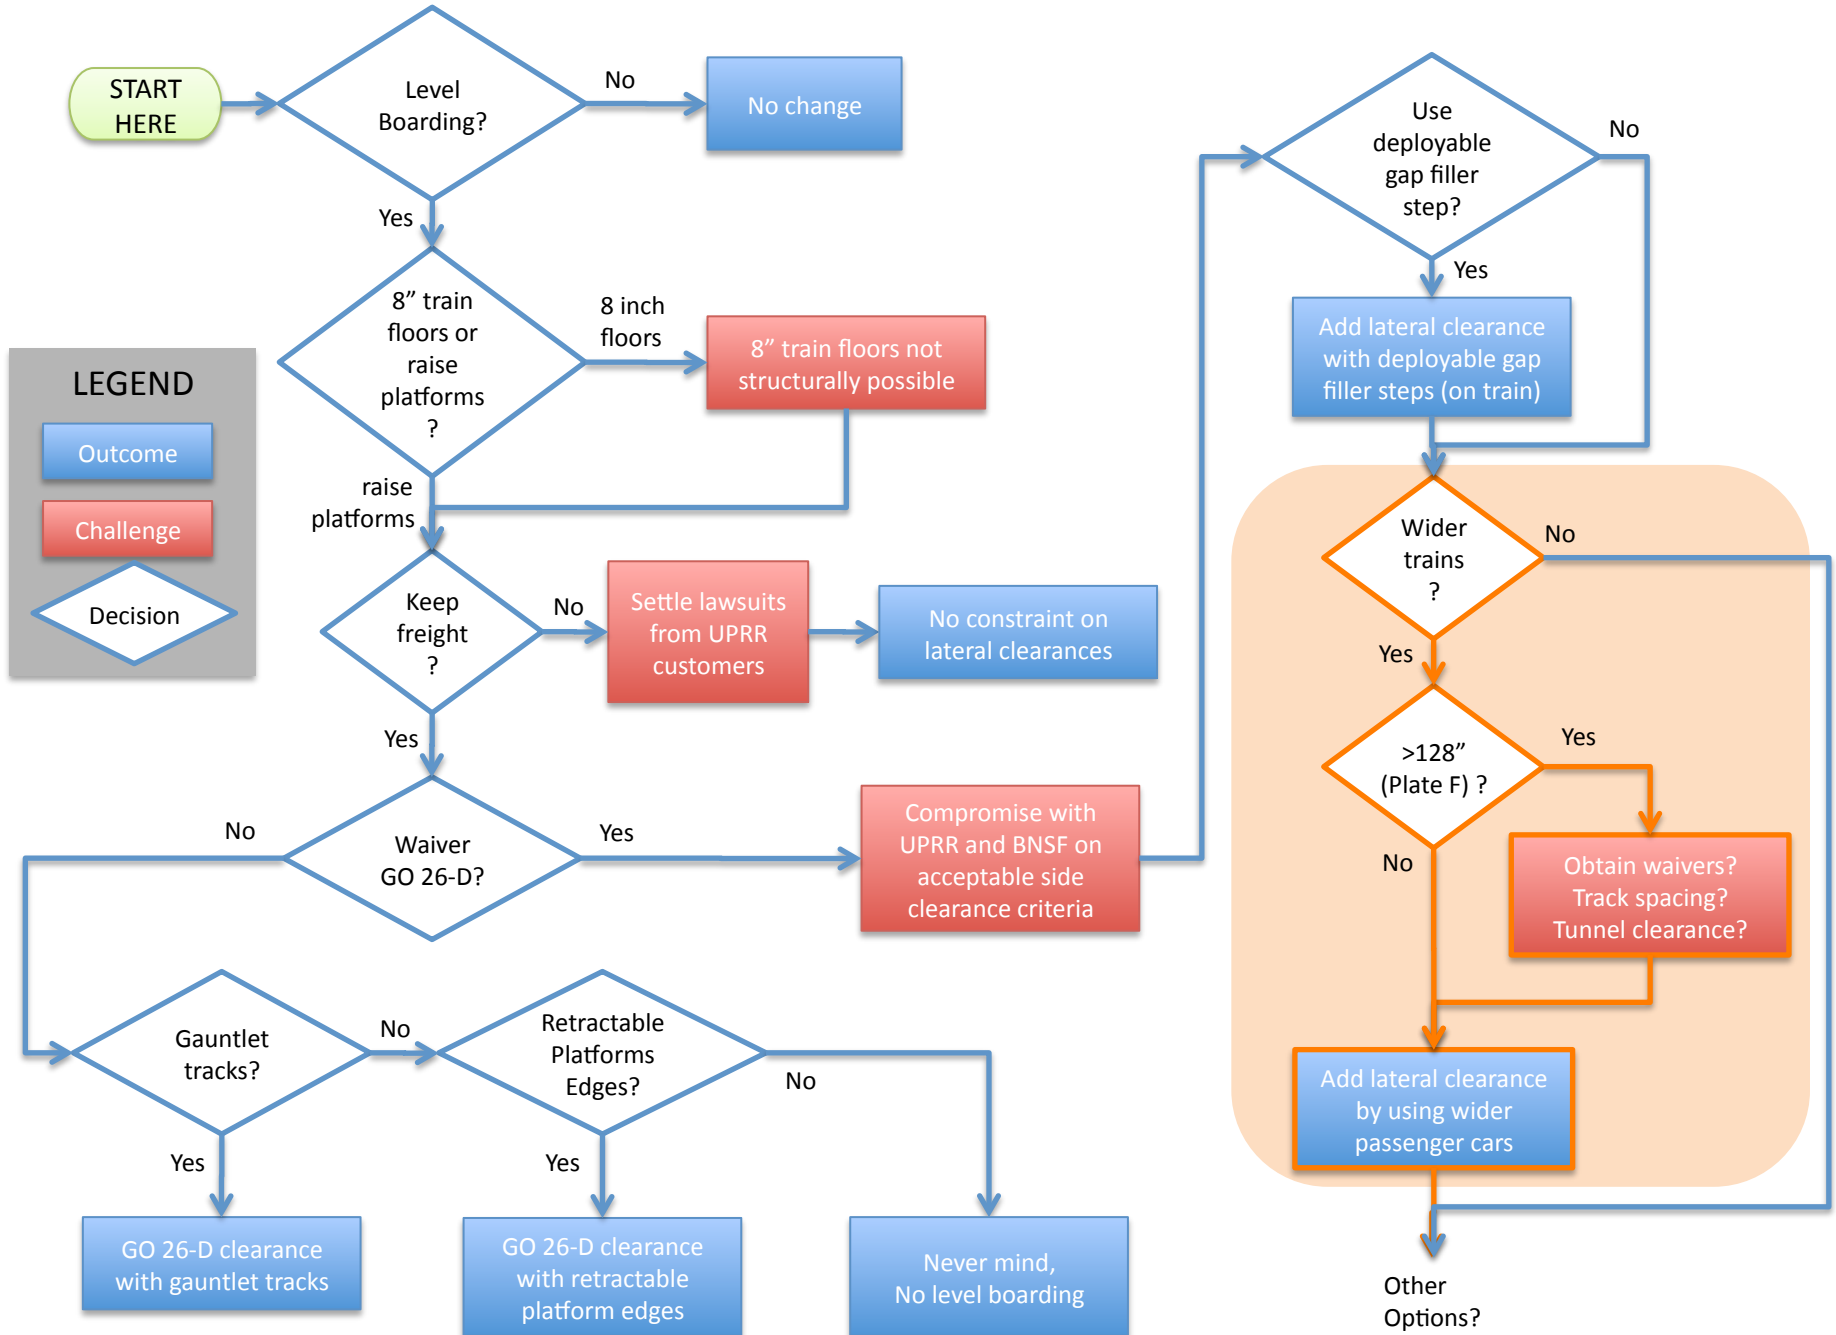 START
HERE
Level
Boarding?
No
No change
Yes
8” train
floors or
raise
platforms
?
8 inch
floors
8” train floors not
structurally possible
raise
platforms
LEGEND
Outcome
Challenge
Decision
Keep
freight
?
No
Settle lawsuits
from UPRR
customers
No constraint on
lateral clearances
Yes
Waiver
GO 26-D?
No
Yes
Compromise with
UPRR and BNSF on
acceptable side
clearance criteria
Gauntlet
tracks?
No
Retractable
Platforms
Edges?
No
Yes
Yes
GO 26-D clearance
with gauntlet tracks
GO 26-D clearance
with retractable
platform edges
Never mind,
No level boarding
Use
deployable
gap filler
step?
No
Yes
Add lateral clearance
with deployable gap
filler steps (on train)
Wider
trains
?
No
Yes
>128”
(Plate F) ?
Yes
No
Obtain waivers?
Track spacing?
Tunnel clearance?
Add lateral clearance
by using wider
passenger cars
Other
Options?